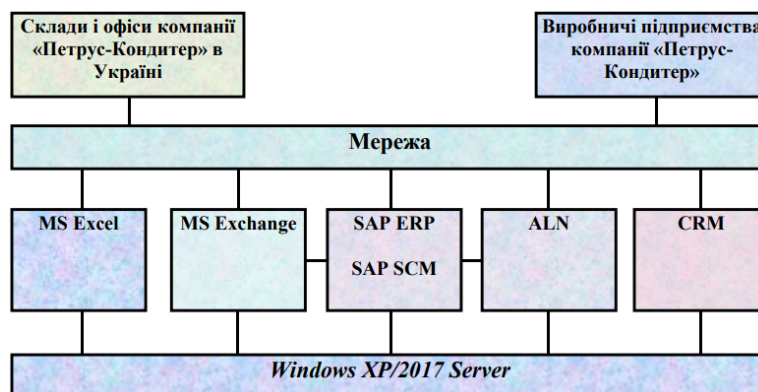 Склади і офіси компанії
«Петрус-Кондитер» в
Україні
Виробничі підприємства
компанії «Петрус-
Кондитер»
Мережа
MS Excel
MS Exchange
SAP ERP
SAP SCM
ALN
CRM
Windows XP/2017 Server